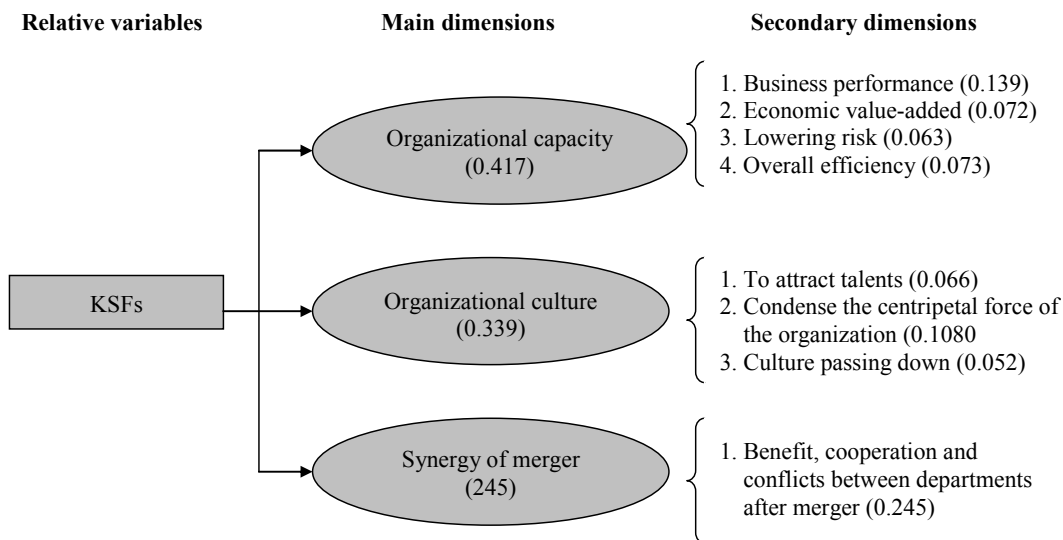 Relative variables
Main dimensions
Secondary dimensions
KSFs
Organizational capacity
(0.417)
1. Business performance (0.139)
2. Economic value-added (0.072)
3. Lowering risk (0.063)
4. Overall efficiency (0.073)
Organizational culture
(0.339)
1. To attract talents (0.066)
2. Condense the centripetal force of
the organization (0.1080
3. Culture passing down (0.052)
Synergy of merger
(245)
1. Benefit, cooperation and
conflicts between departments
after merger (0.245)